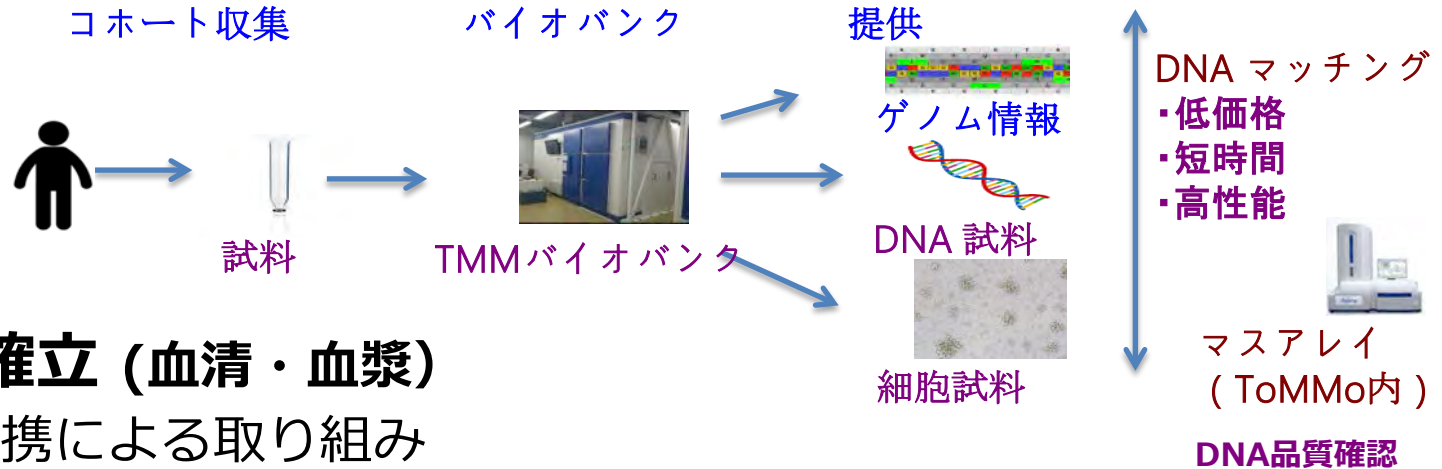 コホート収集
バイオバンク
提供
ゲノム情報
DNA マッチング
・低価格
・短時間
・高性能
試料
TMMバイオバンク
DNA 試料
細胞試料
マスアレイ
( ToMMo内 )
DNA品質確認
確立 (血清・血漿)
携による取り組み